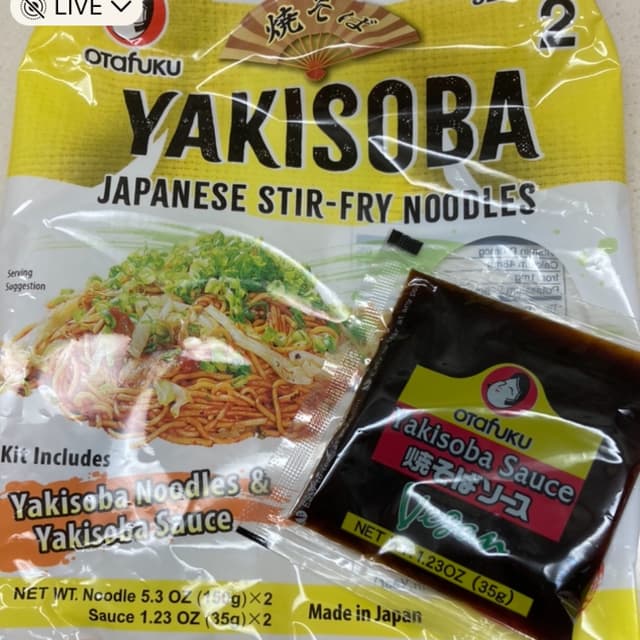 LIVE
焼そば
2
OTAFUKU
YAKISOBA
JAPANESE STIR-FRY NOODLES
Serving
Suggestion
Kit Includes
Yakisoba Noodles &
Yakisoba Sauce
NET WT. Noodle 5.3 OZ (150g)×2
Sauce 1.23 OZ (35g)×2
Made in Japan
OTAFUKU
Yakisoba Sauce
焼そばソース
Vegan
NET 1.23OZ (35g)